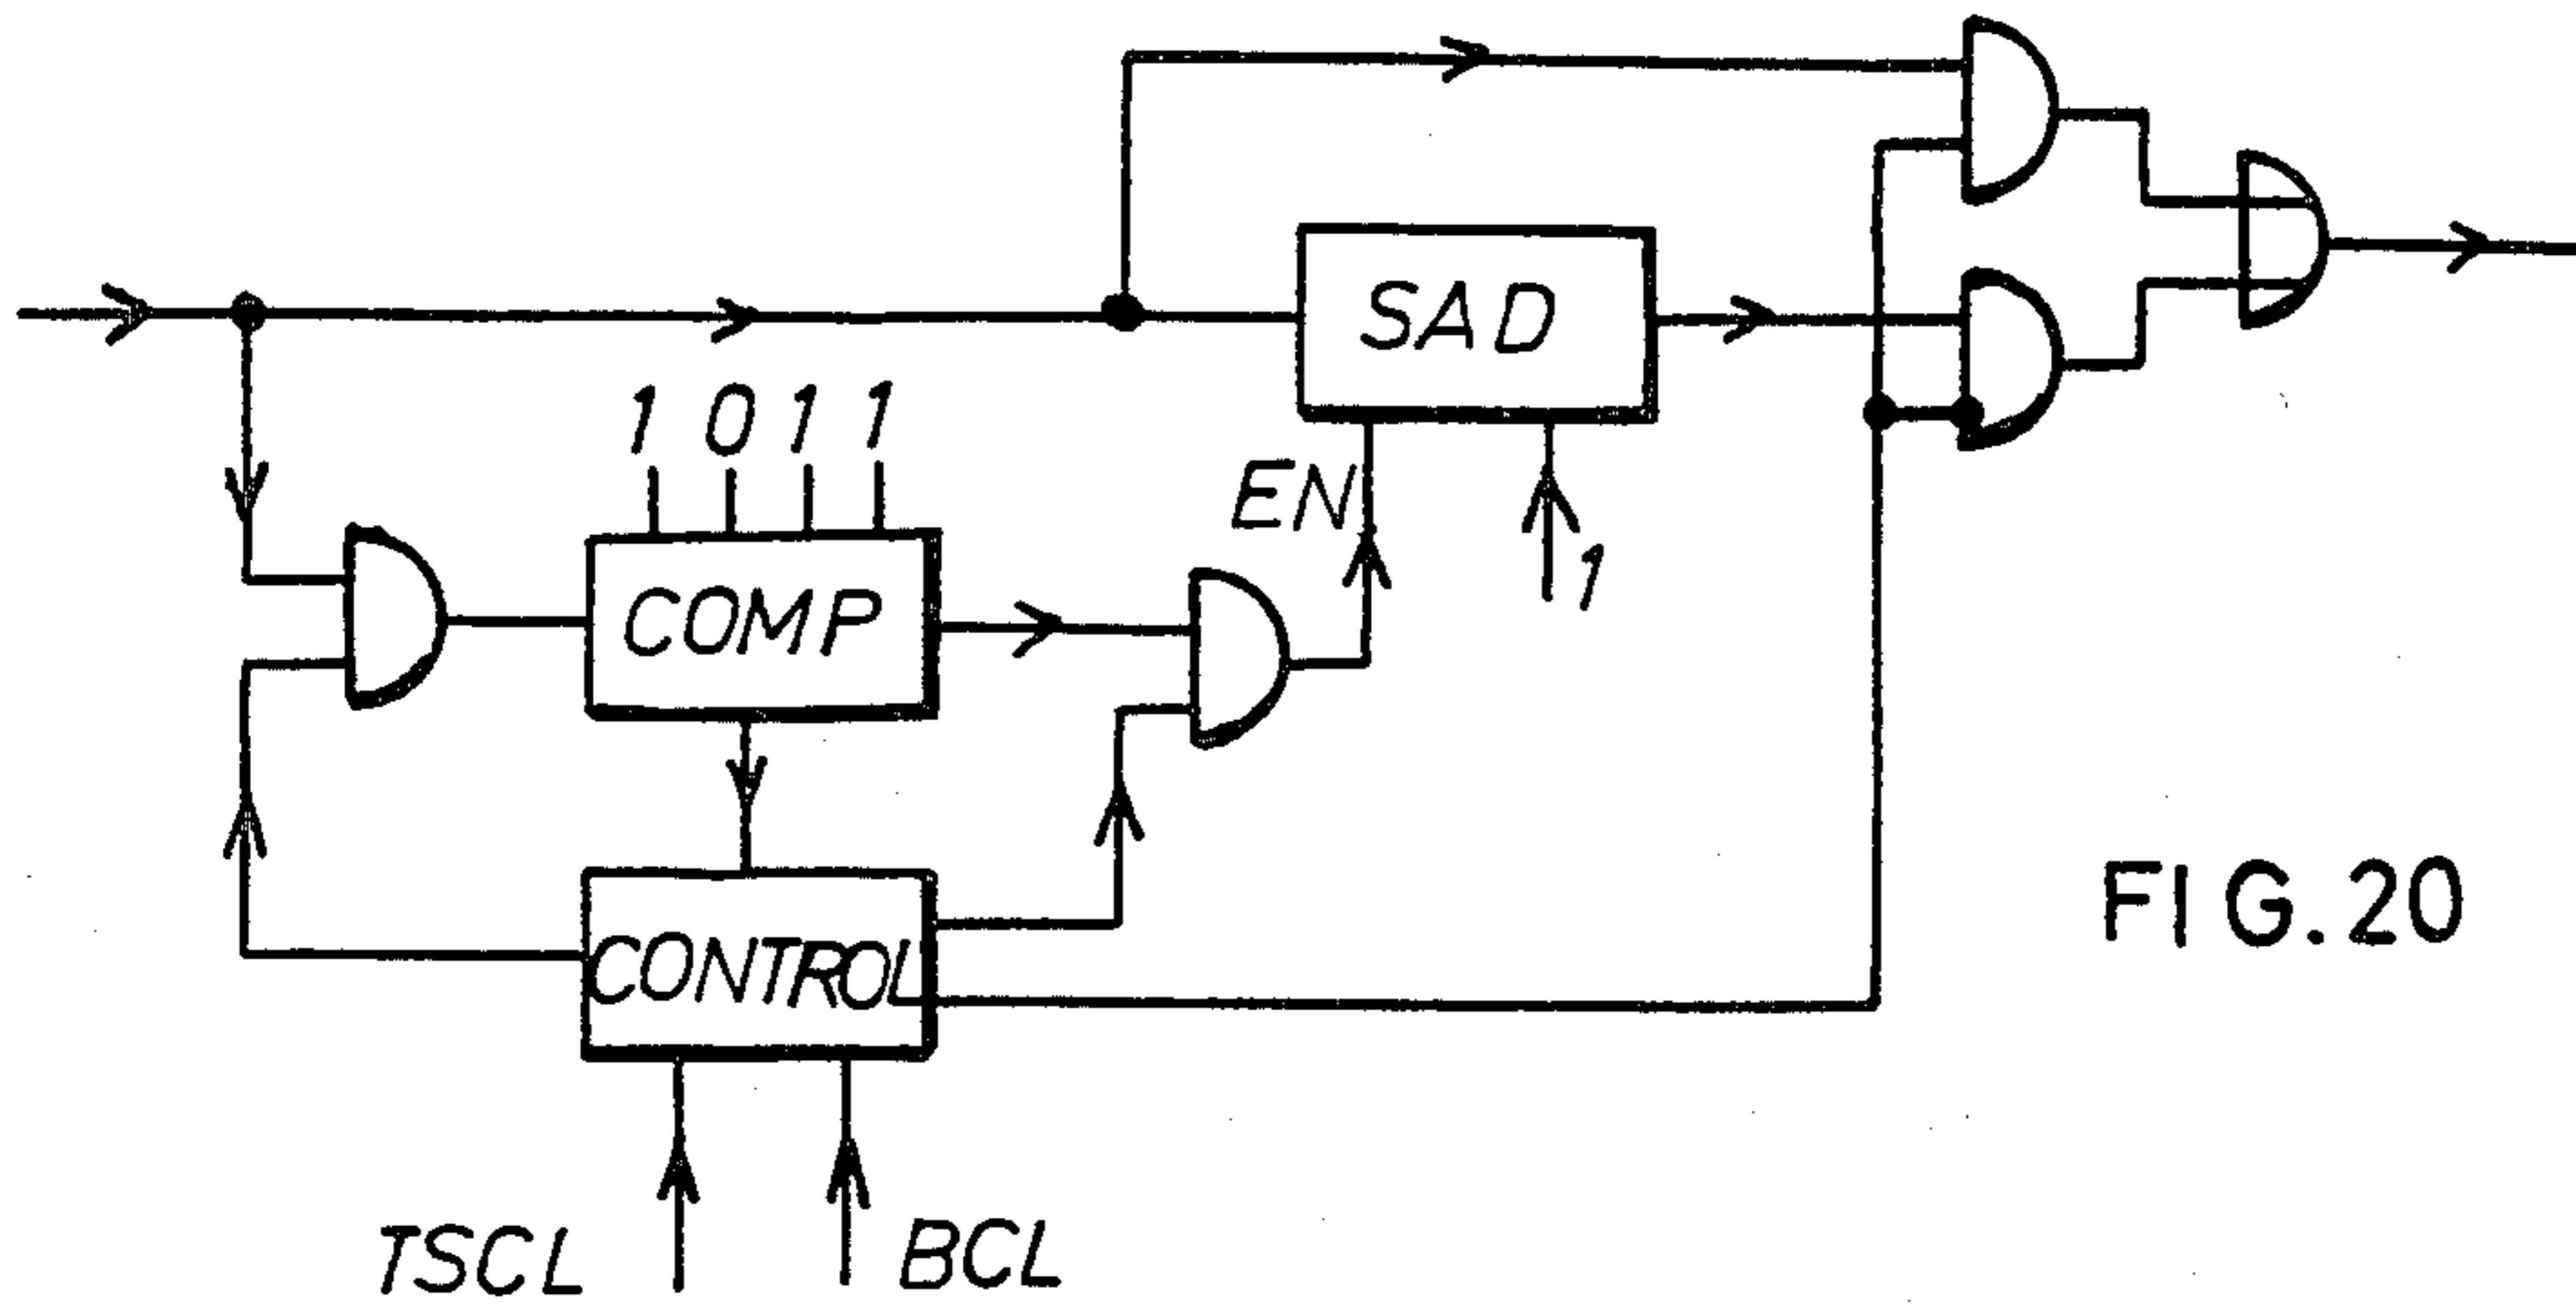 SAD
1 0 1 1
EN
1
COMP
CONTROL
FIG. 20
TSCL
BCL